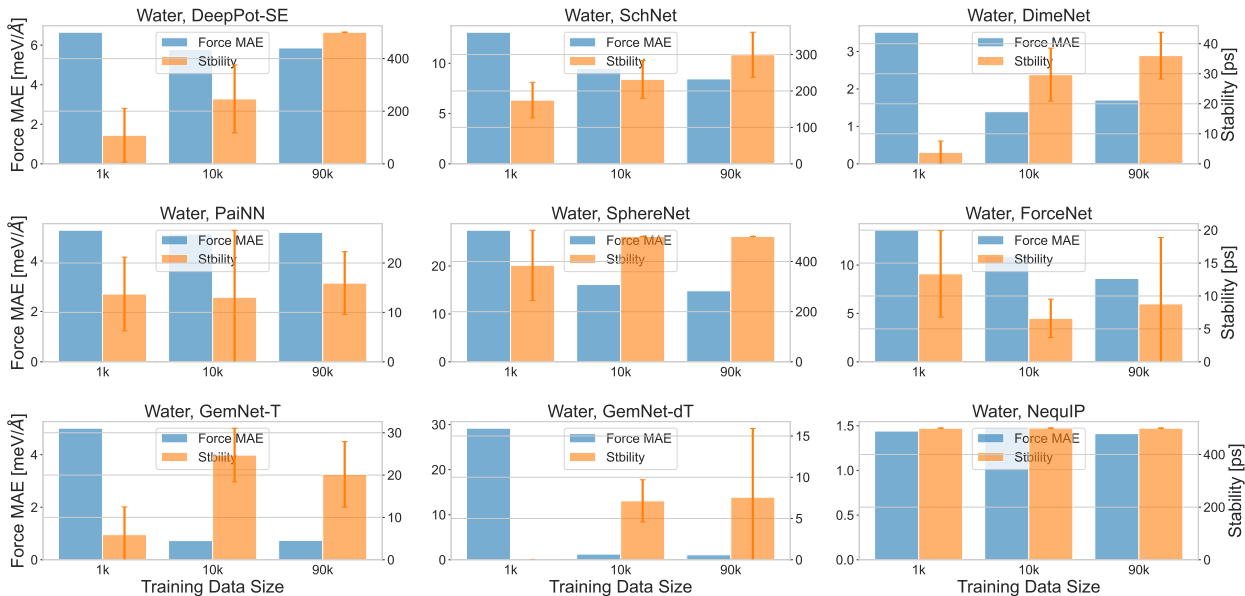 Water, DeepPot-SE
Force MAE [meV/Å]
6
4
2
0
Force MAE
Stbility
400
200
0
1k
10k
90k
Water, SchNet
10
5
0
Force MAE
Stbility
300
200
100
0
1k
10k
90k
Water, DimeNet
3
2
1
0
Force MAE
Stbility
40
30
20
10
0
Stability [ps]
1k
10k
90k
Water, PaiNN
Force MAE [meV/Å]
4
2
0
Force MAE
Stbility
20
10
0
1k
10k
90k
Water, SphereNet
20
10
0
Force MAE
Stbility
400
200
0
1k
10k
90k
Water, ForceNet
10
5
0
Force MAE
Stbility
20
15
10
5
0
Stability [ps]
1k
10k
90k
Water, GemNet-T
Force MAE [meV/Å]
4
2
0
Force MAE
Stbility
30
20
10
0
1k
10k
90k
Training Data Size
Water, GemNet-dT
30
20
10
0
Force MAE
Stbility
15
10
5
0
1k
10k
90k
Training Data Size
Water, NequIP
1.5
1.0
0.5
0.0
Force MAE
Stbility
400
200
0
Stability [ps]
1k
10k
90k
Training Data Size